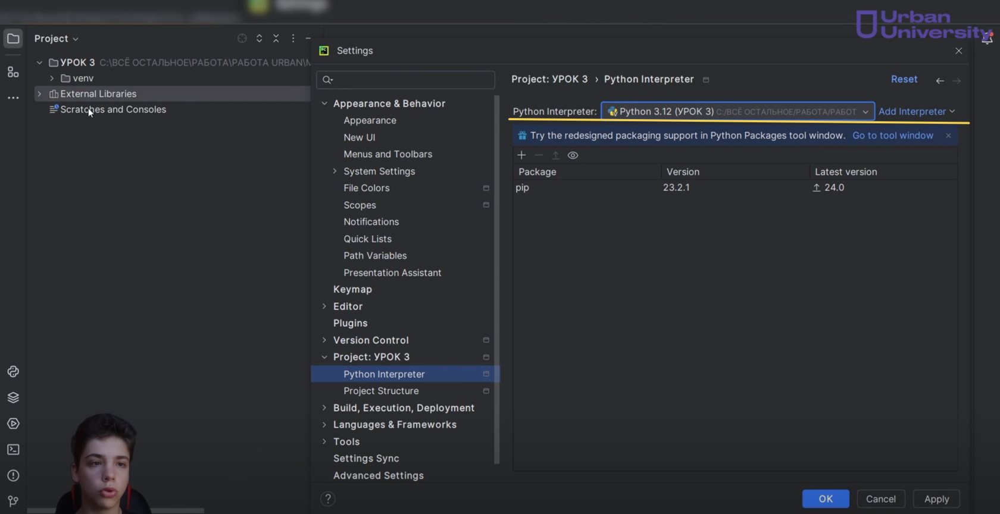 Urban
University
Project
УРОК 3 C:\ВСЁ ОСТАЛЬНОЕ\РАБОТА\РАБОТА URBAN\
venv
External Libraries
Scratches and Consoles
Settings
Appearance & Behavior
Appearance
New UI
Menus and Toolbars
System Settings
File Colors
Scopes
Notifications
Quick Lists
Path Variables
Presentation Assistant
Keymap
Editor
Plugins
Version Control
Project: УРОК 3
Python Interpreter
Project Structure
Build, Execution, Deployment
Languages & Frameworks
Tools
Settings Sync
Advanced Settings
Project: УРОК 3 › Python Interpreter
Reset
Python Interpreter: Python 3.12 (УРОК 3) C:/ВСЁ ОСТАЛЬНОЕ/РАБОТА/РАБОТ Add Interpreter
Try the redesigned packaging support in Python Packages tool window. Go to tool window
Package Version Latest version
pip 23.2.1 24.0
? OK Cancel Apply